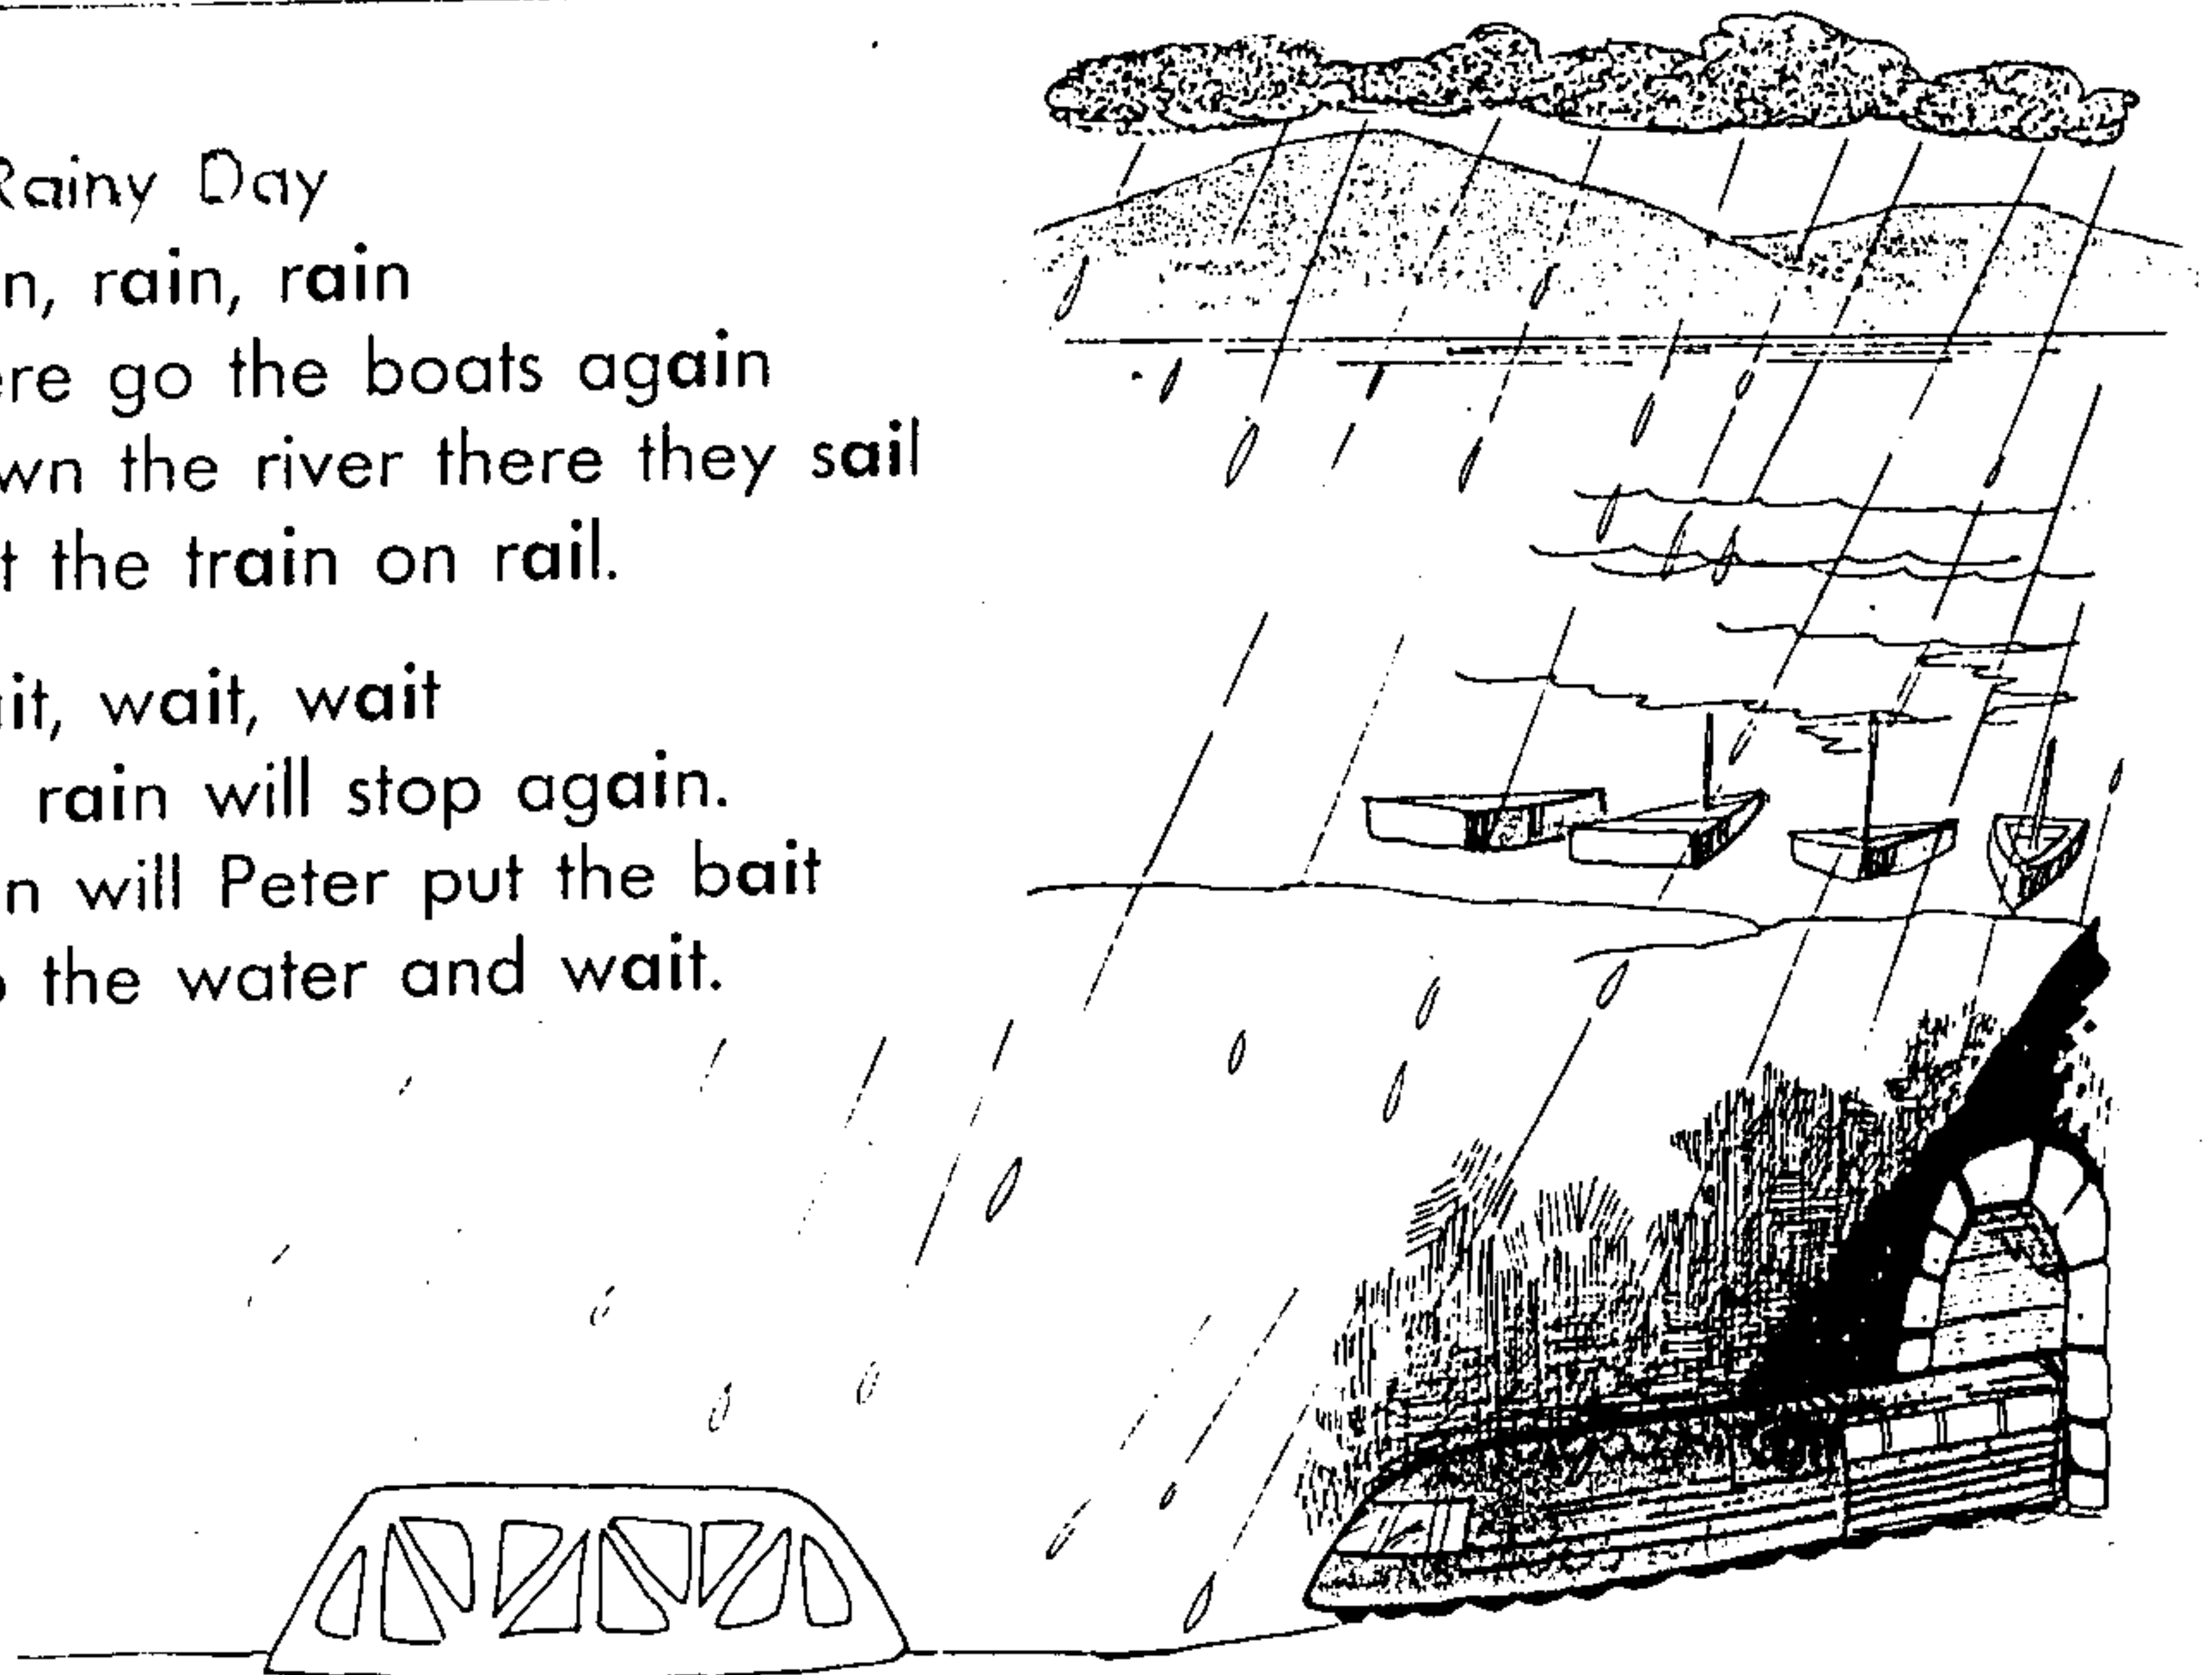 Rainy Day
n, rain, rain
ere go the boats again
wn the river there they sail
t the train on rail.
it, wait, wait
rain will stop again.
n will Peter put the bait
o the water and wait.